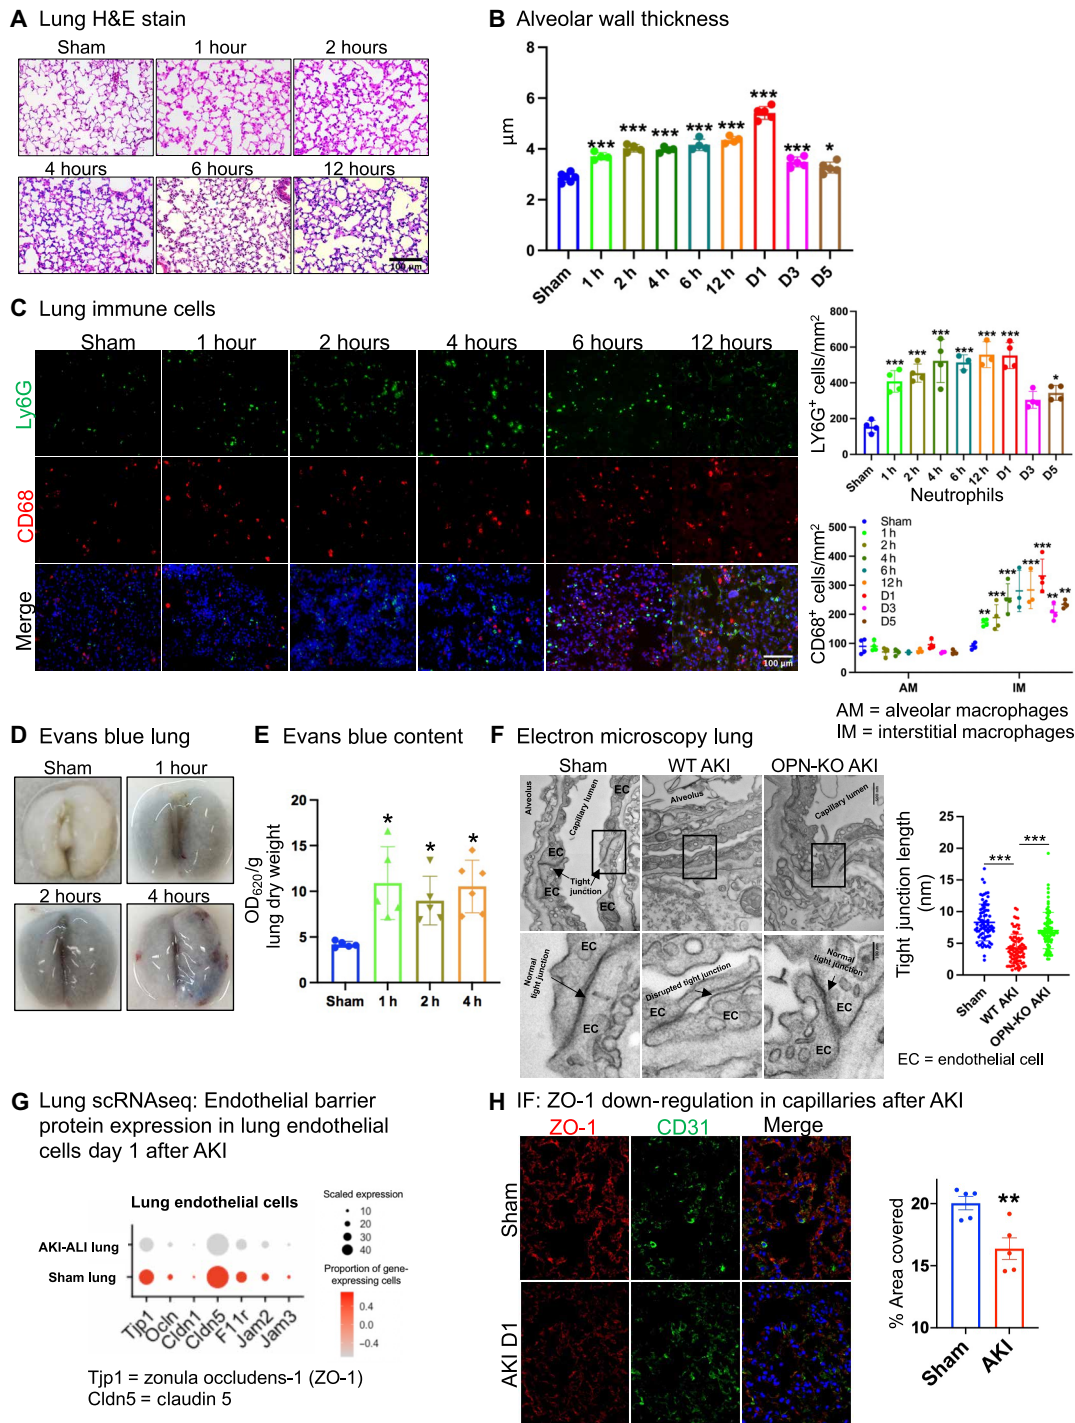 A Lung H&E stain
Sham
1 hour
2 hours
4 hours
6 hours
12 hours
100 µm
B Alveolar wall thickness
µm
8
6
4
2
0
***
***
***
***
***
***
***
*
Sham
1 h
2 h
4 h
6 h
12 h
D1
D3
D5
C Lung immune cells
Sham
1 hour
2 hours
4 hours
6 hours
12 hours
Ly6G
CD68
Merge
100 µm
LY6G+ cells/mm2
800
600
400
200
0
***
***
***
***
***
***
*
Sham
1 h
2 h
4 h
6 h
12 h
D1
D3
D5
Neutrophils
CD68+ cells/mm2
500
400
300
200
100
0
Sham
1 h
2 h
4 h
6 h
12 h
D1
D3
D5
**
***
***
***
***
**
**
AM
IM
AM = alveolar macrophages
IM = interstitial macrophages
D Evans blue lung
Sham
1 hour
2 hours
4 hours
E Evans blue content
OD620/g
lung dry weight
20
15
10
5
0
*
*
*
Sham
1 h
2 h
4 h
F Electron microscopy lung
Sham
WT AKI
OPN-KO AKI
Alveolus
Capillary lumen
EC
EC
EC
EC
Tight
junction
Alveolus
Capillary lumen
EC
EC
Normal
tight junction
EC
EC
Disrupted tight junction
EC
EC
Normal
tight junction
EC
EC
Tight junction length
(nm)
25
20
15
10
5
0
***
***
Sham
WT AKI
OPN-KO AKI
EC = endothelial cell
G Lung scRNAseq: Endothelial barrier
protein expression in lung endothelial
cells day 1 after AKI
Lung endothelial cells
AKI-ALI lung
Sham lung
Tjp1
Ocln
Cldn1
Cldn5
F11r
Jam2
Jam3
Scaled expression
10
20
30
40
Proportion of gene-
expressing cells
0.4
0.0
−0.4
Tjp1 = zonula occludens-1 (ZO-1)
Cldn5 = claudin 5
H IF: ZO-1 down-regulation in capillaries after AKI
ZO-1
CD31
Merge
Sham
AKI D1
% Area covered
20
15
10
**
Sham
AKI